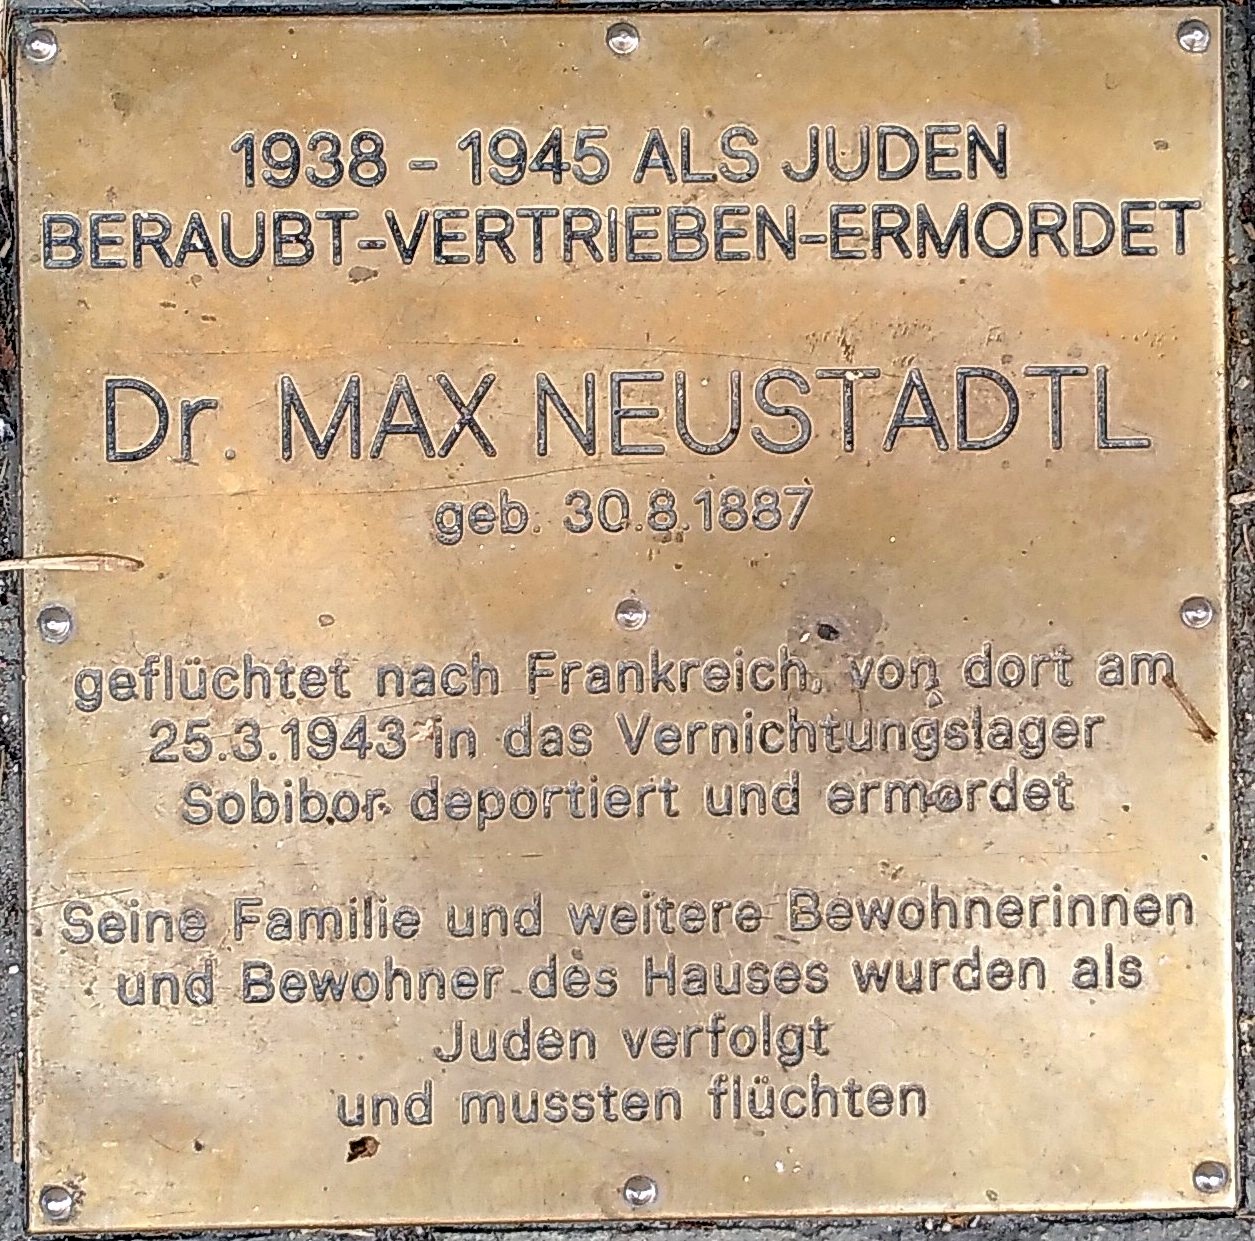 1938 - 1945 ALS JUDEN
BERAUBT-VERTRIEBEN-ERMORDET
Dr. MAX NEUSTADTL
geb. 30.8.1887
geflüchtet nach Frankreich, von dort am
25.3.1943 in das Vernichtungslager
Sobibor deportiert und ermordet
Seine Familie und weitere Bewohnerinnen
und Bewohner des Hauses wurden als
Juden verfolgt
und mussten flüchten